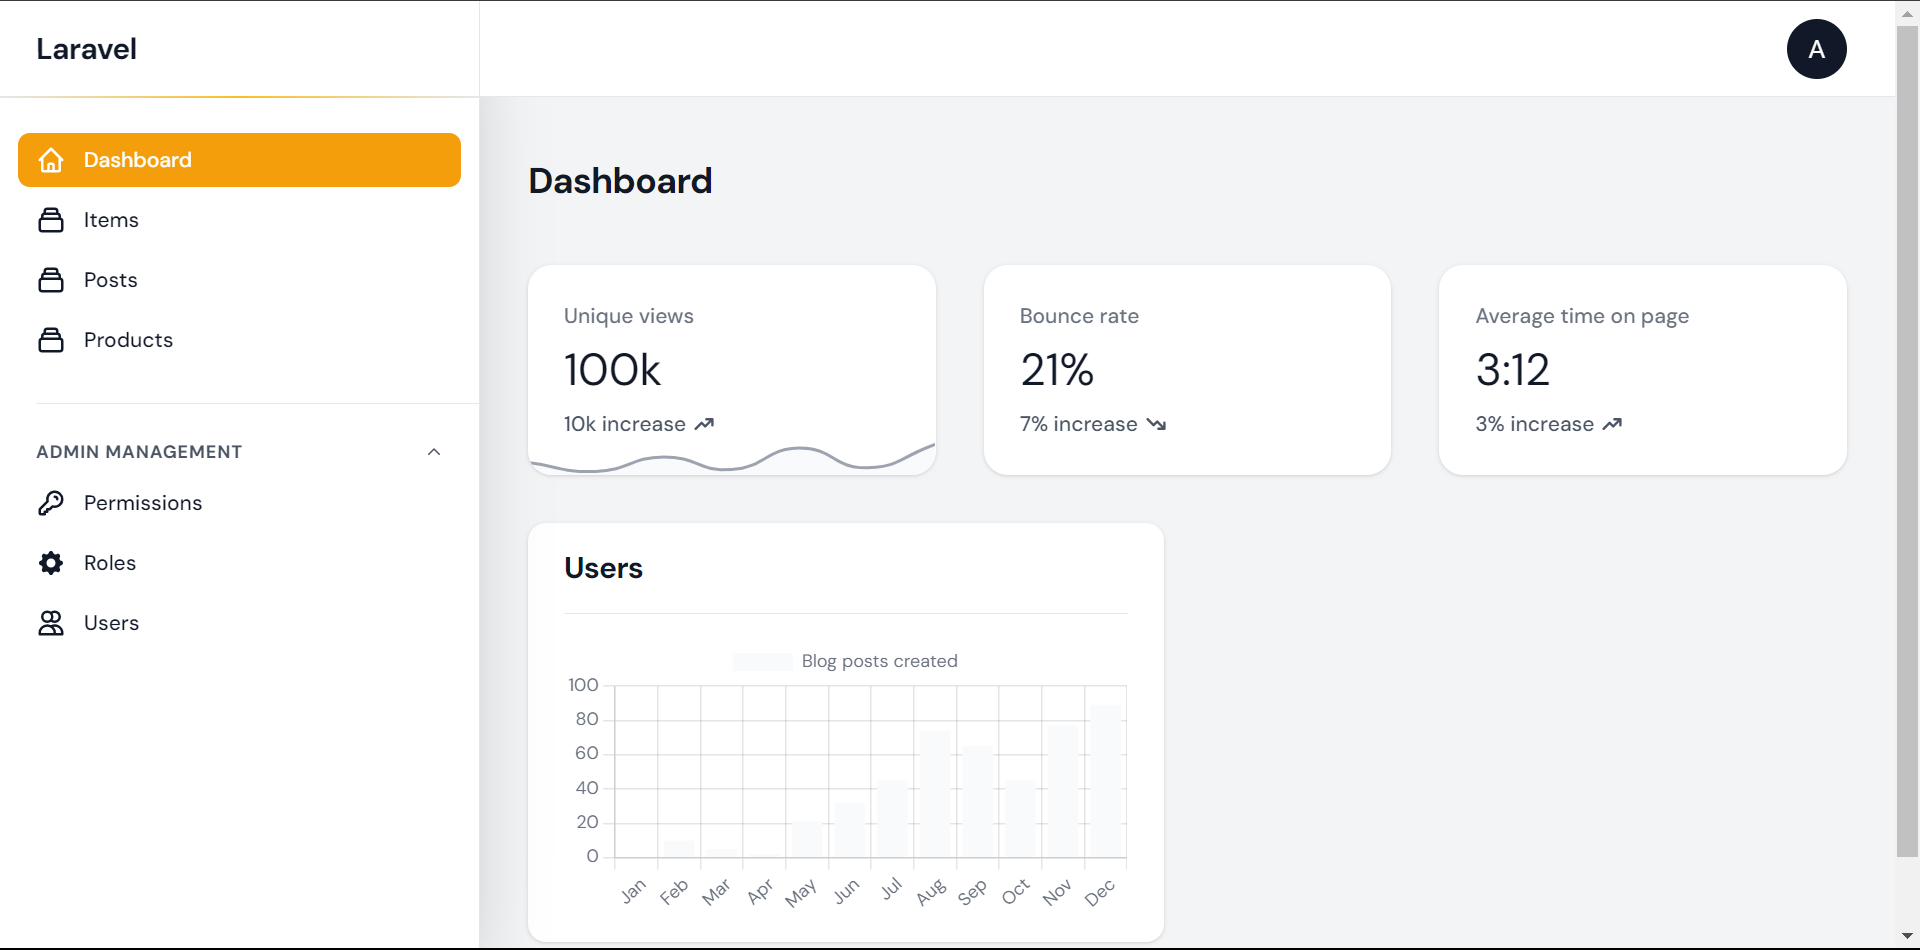 Laravel
A
Dashboard
Items
Posts
Products
ADMIN MANAGEMENT
Permissions
Roles
Users
Dashboard
Unique views
100k
10k increase
Bounce rate
21%
7% increase
Average time on page
3:12
3% increase
Users
Blog posts created
100
80
60
40
20
0
Jan Feb Mar Apr May Jun Jul Aug Sep Oct Nov Dec